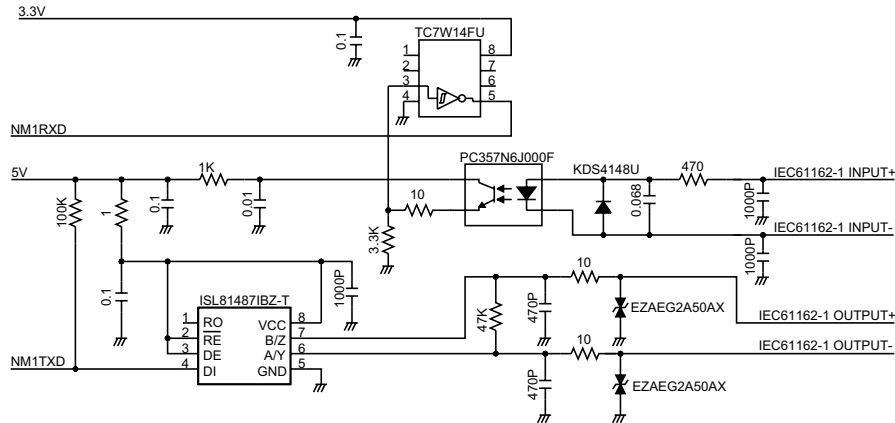 3.3V
TC7W14FU
0.1
1
2
3
4
8
7
6
5
NM1RXD
5V
1K
PC357N6J000F
KDS4148U
470
IEC61162-1 INPUT+
100K
1
0.1
0.01
10
3.3K
0.068
1000P
IEC61162-1 INPUT-
1000P
0.1
ISL81487IBZ-T
1000P
1 RO
2 RE
3 DE
4 DI
VCC 8
B/Z 7
A/Y 6
GND 5
NM1TXD
47K
470P
10
EZAEG2A50AX
IEC61162-1 OUTPUT+
470P
10
EZAEG2A50AX
IEC61162-1 OUTPUT-